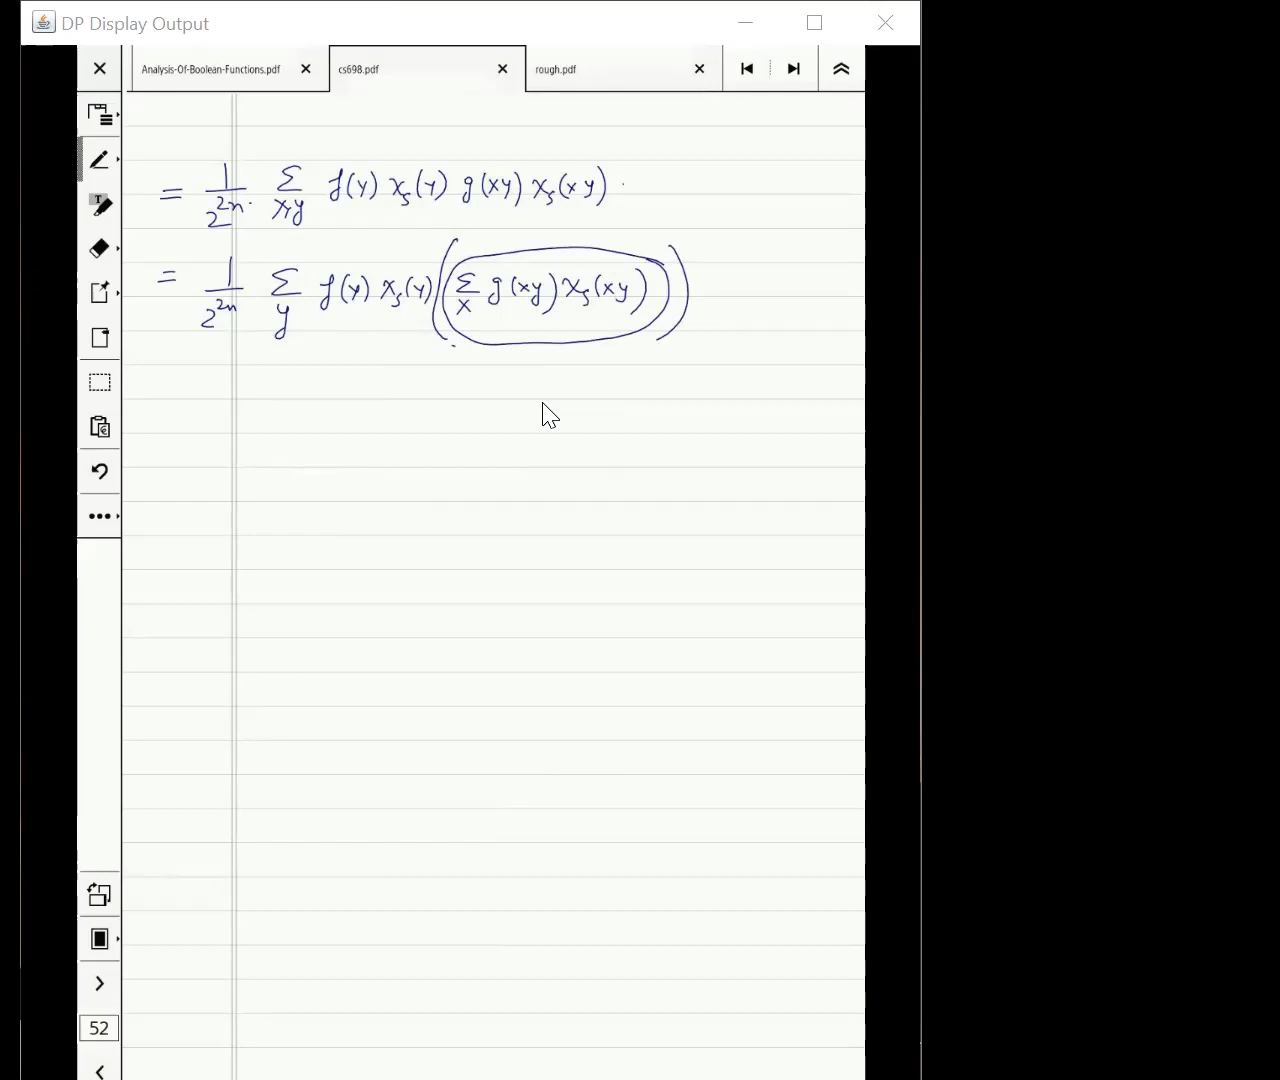 DP Display Output
Analysis-Of-Boolean-Functions.pdf cs698.pdf rough.pdf
= 1/2^{2n} Σ_{x,y} f(y) χ_S(y) g(xy) χ_S(xy)
= 1/2^{2n} Σ_y f(y) χ_S(y) (Σ_x g(xy) χ_S(xy))
52